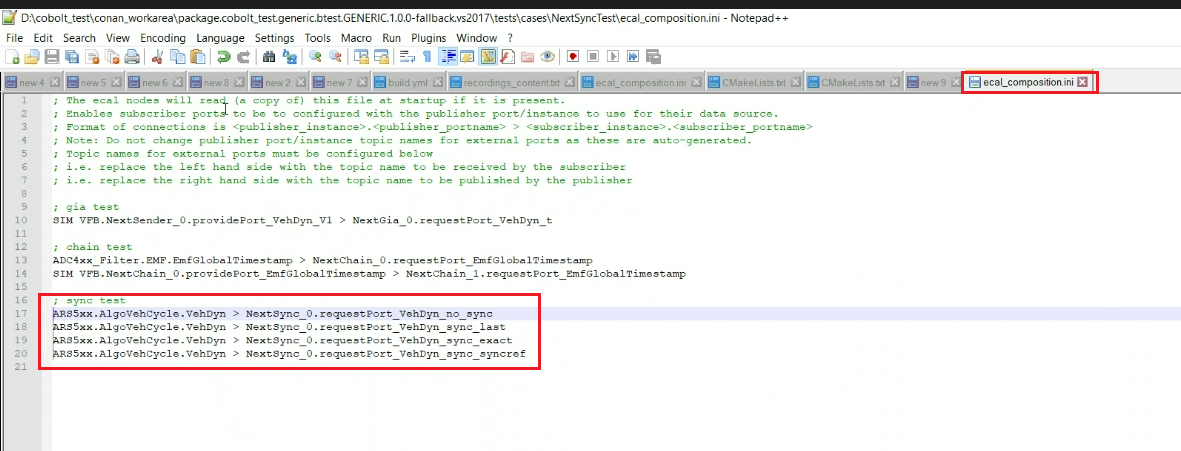 D:\cobolt_test\conan_workarea\package.cobolt_test.generic.btest.GENERIC.1.0.0-fallback.vs2017\tests\cases\NextSyncTest\ecal_composition.ini - Notepad++
File Edit Search View Encoding Language Settings Tools Macro Run Plugins Window ?
new 4 new 5 new 6 new 8 new 2 new 7 build.yml recordings_content.txt ecal_composition.ini CMakeLists.txt CMakeLists.txt new 9 ecal_composition.ini
1 ; The ecal nodes will read (a copy of) this file at startup if it is present.
2 ; Enables subscriber ports to be to configured with the publisher port/instance to use for their data source.
3 ; Format of connections is <publisher_instance>.<publisher_portname> > <subscriber_instance>.<subscriber_portname>
4 ; Note: Do not change publisher port/instance topic names for external ports as these are auto-generated.
5 ; Topic names for external ports must be configured below
6 ; i.e. replace the left hand side with the topic name to be received by the subscriber
7 ; i.e. replace the right hand side with the topic name to be published by the publisher
8
9 ; gia test
10 SIM VFB.NextSender_0.providePort_VehDyn_V1 > NextGia_0.requestPort_VehDyn_t
11
12 ; chain test
13 ADC4xx_Filter.EMF.EmfGlobalTimestamp > NextChain_0.requestPort_EmfGlobalTimestamp
14 SIM VFB.NextChain_0.providePort_EmfGlobalTimestamp > NextChain_1.requestPort_EmfGlobalTimestamp
15
16 ; sync test
17 ARS5xx.AlgoVehCycle.VehDyn > NextSync_0.requestPort_VehDyn_no_sync
18 ARS5xx.AlgoVehCycle.VehDyn > NextSync_0.requestPort_VehDyn_sync_last
19 ARS5xx.AlgoVehCycle.VehDyn > NextSync_0.requestPort_VehDyn_sync_exact
20 ARS5xx.AlgoVehCycle.VehDyn > NextSync_0.requestPort_VehDyn_sync_syncref
21